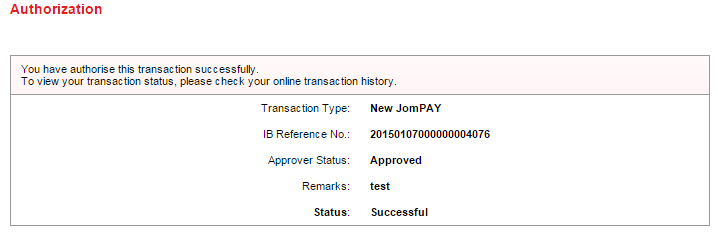 Authorization
You have authorise this transaction successfully.
To view your transaction status, please check your online transaction history.
Transaction Type: New JomPAY
IB Reference No.: 20150107000000004076
Approver Status: Approved
Remarks: test
Status: Successful